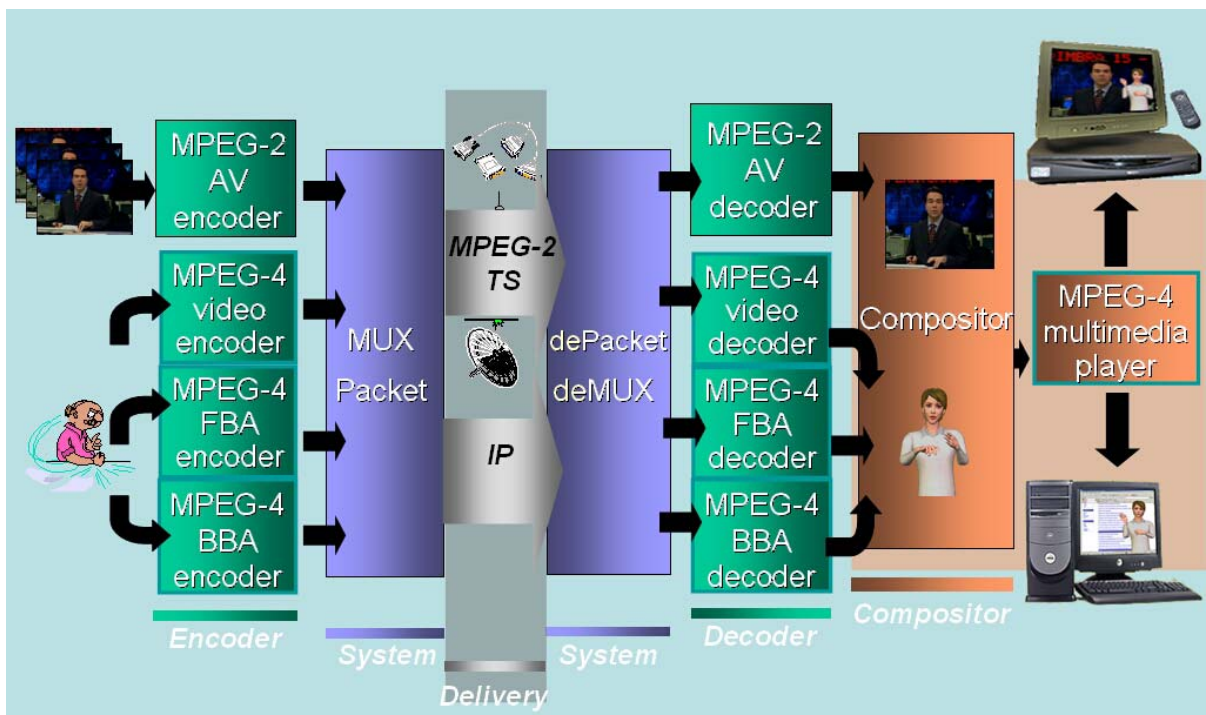 MPEG-2
AV
encoder
MPEG-4
video
encoder
MPEG-4
FBA
encoder
MPEG-4
BBA
encoder
Encoder
MUX
Packet
System
MPEG-2
TS
IP
Delivery
dePacket
deMUX
System
MPEG-2
AV
decoder
MPEG-4
video
decoder
MPEG-4
FBA
decoder
MPEG-4
BBA
decoder
Decoder
Compositor
Compositor
MPEG-4
multimedia
player
IMBRA 15 -